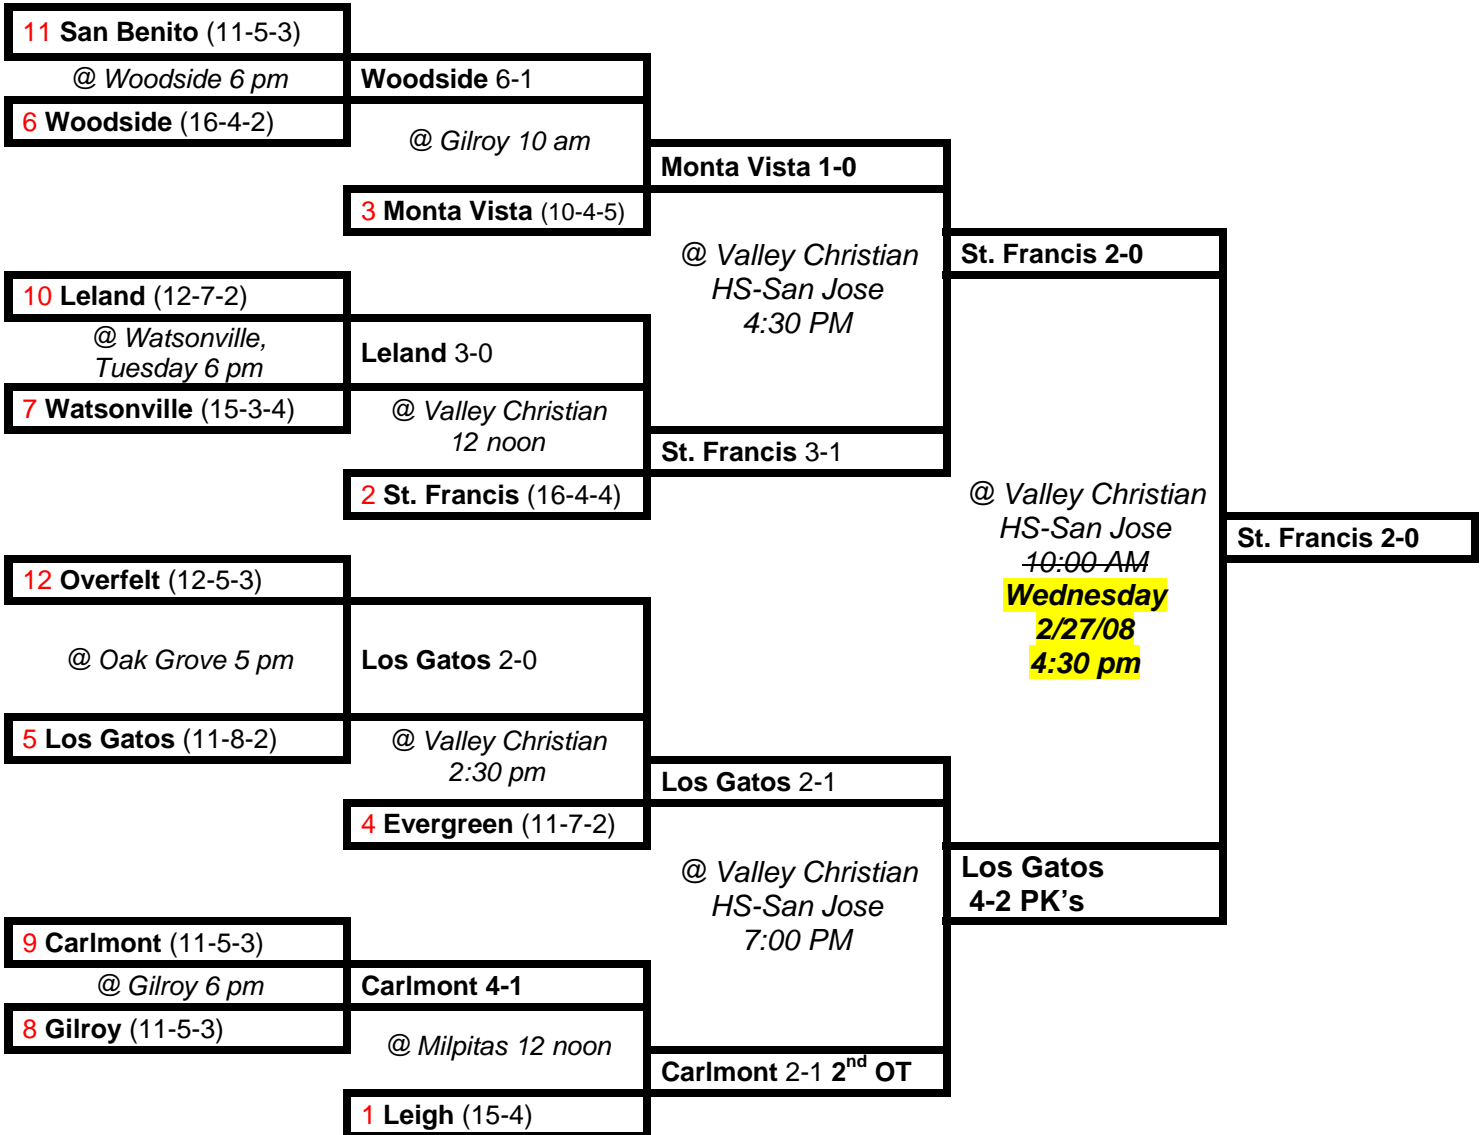 11 San Benito (11-5-3)
@ Woodside 6 pm
6 Woodside (16-4-2)
10 Leland (12-7-2)
@ Watsonville,
Tuesday 6 pm
7 Watsonville (15-3-4)
12 Overfelt (12-5-3)
@ Oak Grove 5 pm
5 Los Gatos (11-8-2)
9 Carlmont (11-5-3)
@ Gilroy 6 pm
8 Gilroy (11-5-3)
Woodside 6-1
@ Gilroy 10 am
3 Monta Vista (10-4-5)
Leland 3-0
@ Valley Christian
12 noon
2 St. Francis (16-4-4)
Los Gatos 2-0
@ Valley Christian
2:30 pm
4 Evergreen (11-7-2)
Carlmont 4-1
@ Milpitas 12 noon
1 Leigh (15-4)
Monta Vista 1-0
@ Valley Christian
HS-San Jose
4:30 PM
St. Francis 3-1
Los Gatos 2-1
@ Valley Christian
HS-San Jose
7:00 PM
Carlmont 2-1 2nd OT
St. Francis 2-0
@ Valley Christian
HS-San Jose
10:00 AM
Wednesday
2/27/08
4:30 pm
Los Gatos
4-2 PK’s
St. Francis 2-0